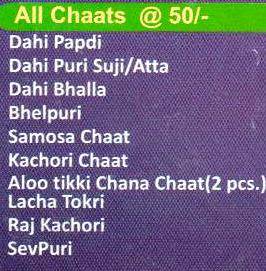 All Chaats @ 50/-
Dahi Papdi
Dahi Puri Suji/Atta
Dahi Bhalla
Bhelpuri
Samosa Chaat
Kachori Chaat
Aloo tikki Chana Chaat(2 pcs.)
Lacha Tokri
Raj Kachori
SevPuri